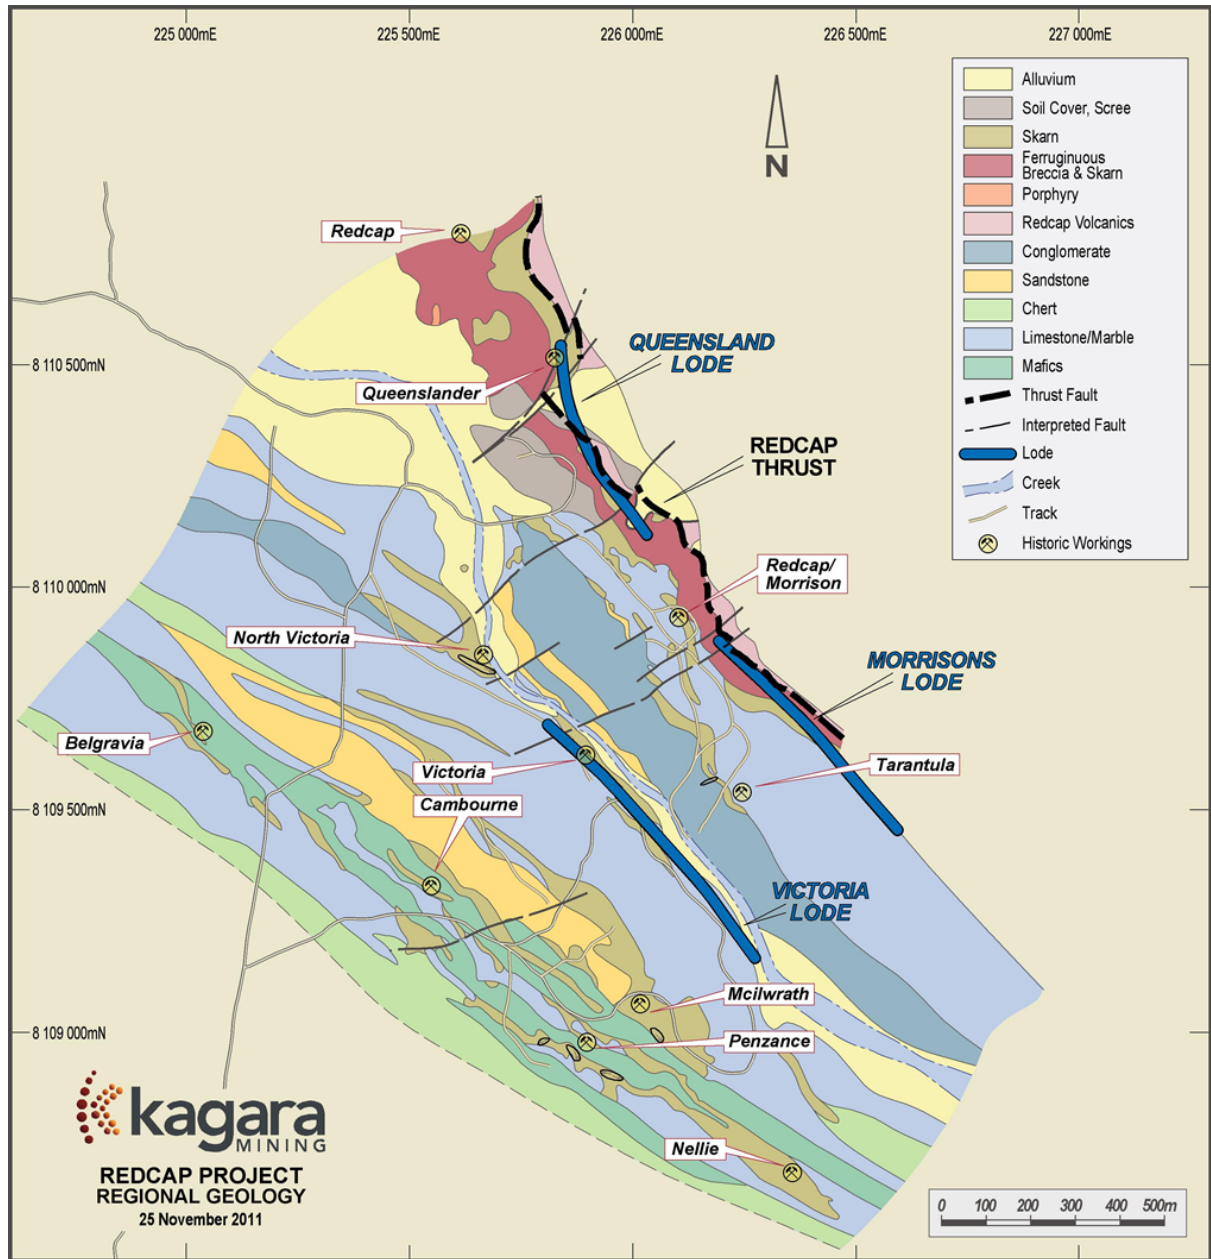 225 000mE
225 500mE
226 000mE
226 500mE
227 000mE
Alluvium
Soil Cover, Scree
Skarn
Ferruginous
Breccia & Skarn
Porphyry
Redcap Volcanics
Conglomerate
Sandstone
Chert
Limestone/Marble
Mafics
Thrust Fault
Interpreted Fault
Lode
Creek
Track
Historic Workings
N
Redcap
QUEENSLAND
LODE
8 110 500mN
Queenslander
REDCAP
THRUST
8 110 000mN
Redcap/
Morrison
North Victoria
MORRISONS
LODE
Belgravia
Victoria
Tarantula
Cambourne
8 109 500mN
VICTORIA
LODE
Mcilwrath
8 109 000mN
Penzance
kagara
MINING
Nellie
REDCAP PROJECT
REGIONAL GEOLOGY
25 November 2011
0 100 200 300 400 500m